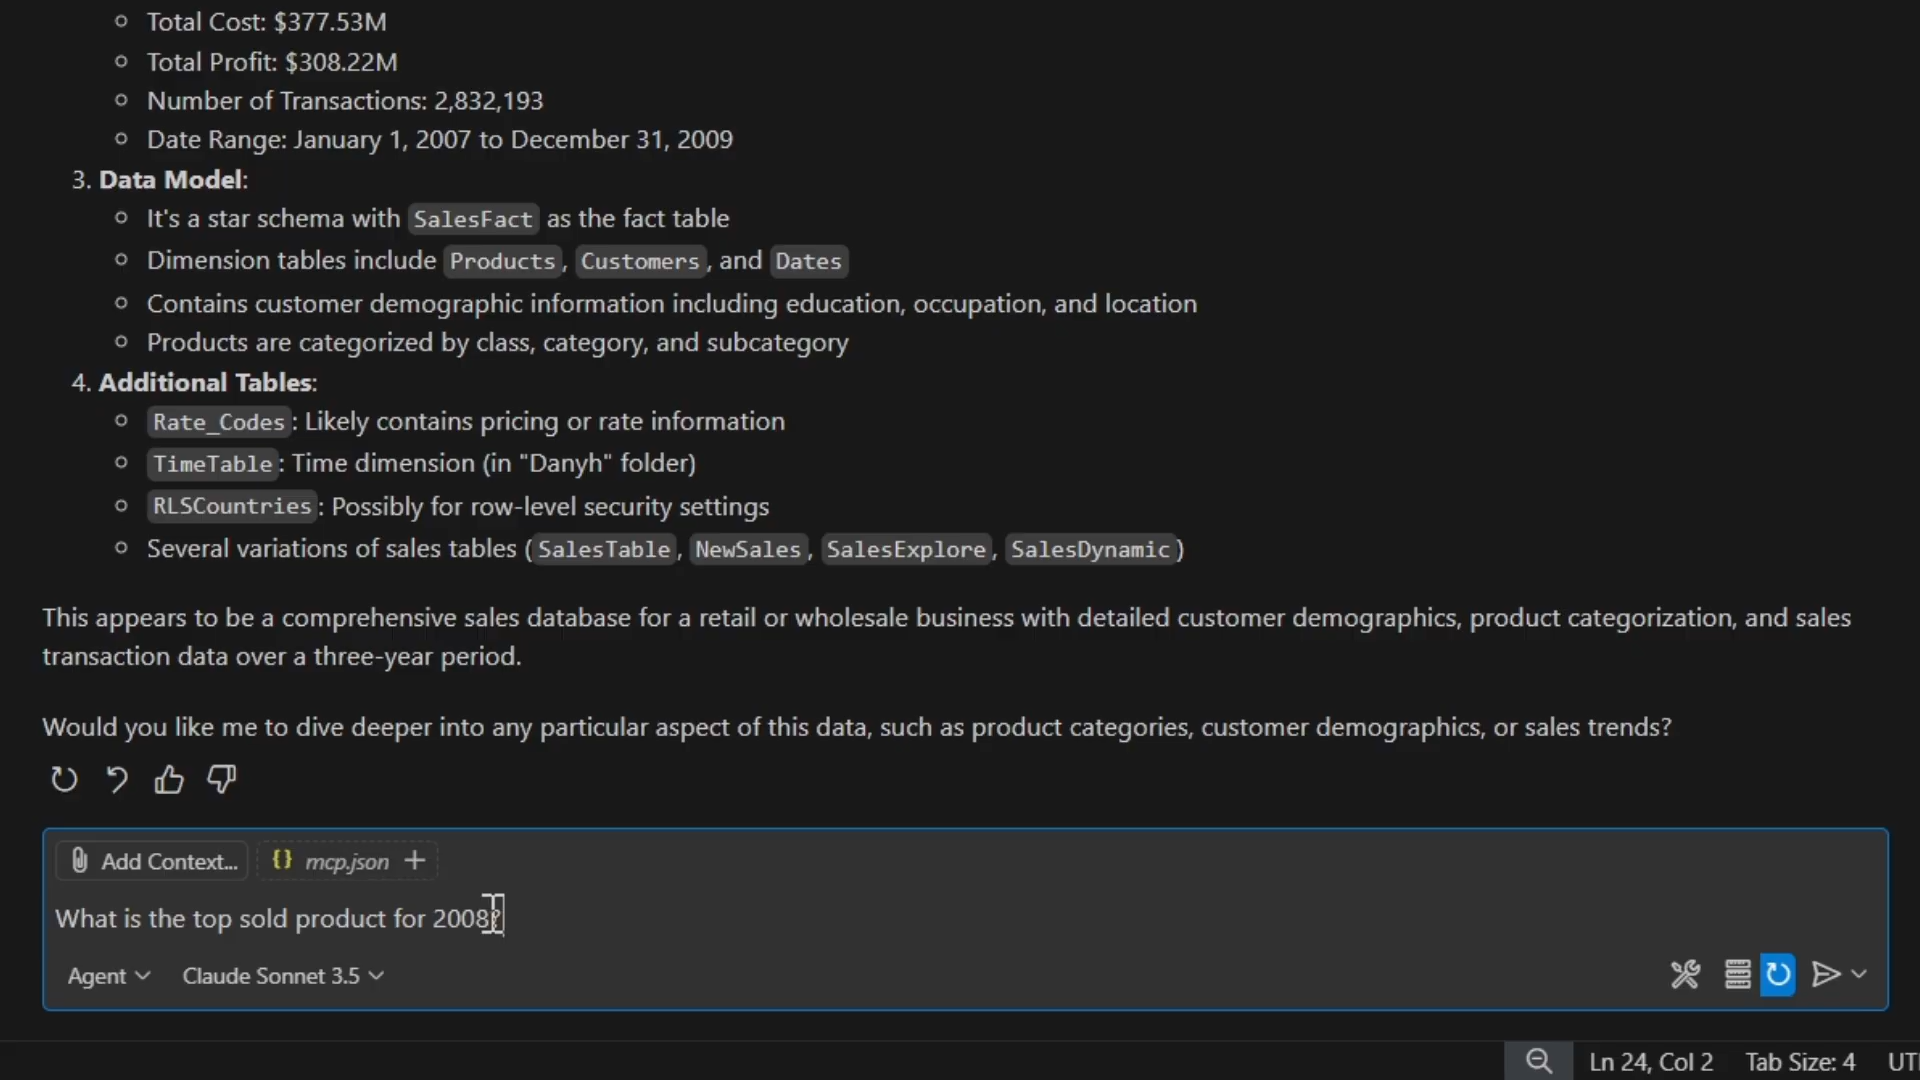 Total Cost: $377.53M
Total Profit: $308.22M
Number of Transactions: 2,832,193
Date Range: January 1, 2007 to December 31, 2009
3. Data Model:
It's a star schema with SalesFact as the fact table
Dimension tables include Products, Customers, and Dates
Contains customer demographic information including education, occupation, and location
Products are categorized by class, category, and subcategory
4. Additional Tables:
Rate_Codes: Likely contains pricing or rate information
TimeTable: Time dimension (in "Danyh" folder)
RLSCountries: Possibly for row-level security settings
Several variations of sales tables (SalesTable, NewSales, SalesExplore, SalesDynamic)
This appears to be a comprehensive sales database for a retail or wholesale business with detailed customer demographics, product categorization, and sales
transaction data over a three-year period.
Would you like me to dive deeper into any particular aspect of this data, such as product categories, customer demographics, or sales trends?
Add Context... {} mcp.json +
What is the top sold product for 2008?
Agent Claude Sonnet 3.5
Ln 24, Col 2 Tab Size: 4